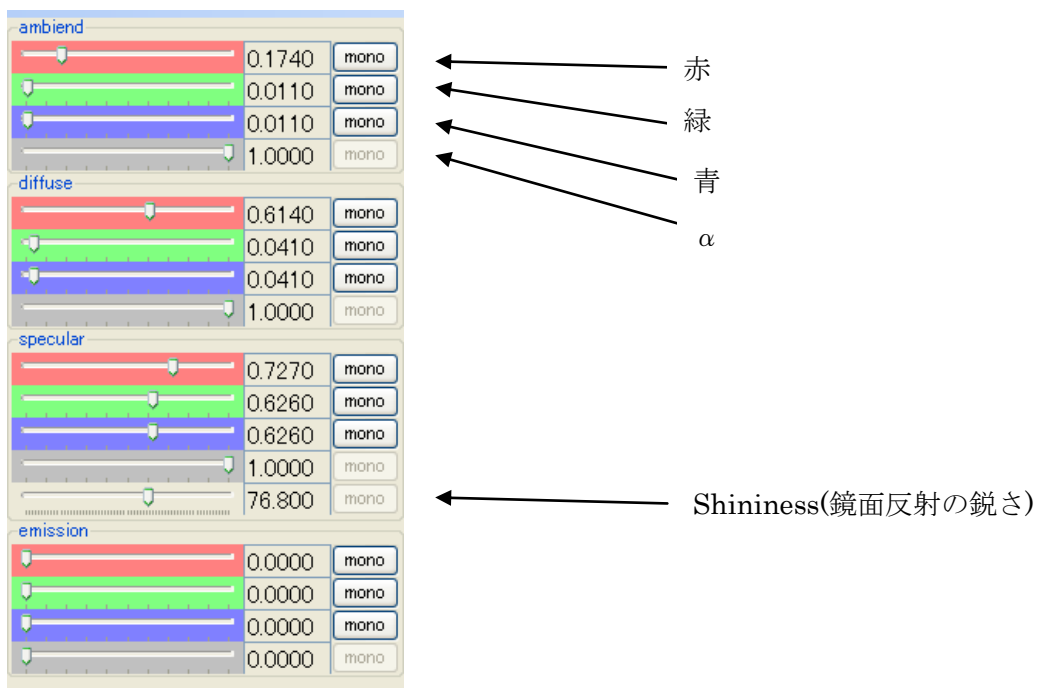 ambiend
0.1740 mono 赤
0.0110 mono 緑
0.0110 mono 青
1.0000 mono α
diffuse
0.6140 mono
0.0410 mono
0.0410 mono
1.0000 mono
specular
0.7270 mono
0.6260 mono
0.6260 mono
1.0000 mono
76.800 mono Shininess(鏡面反射の鋭さ)
emission
0.0000 mono
0.0000 mono
0.0000 mono
0.0000 mono